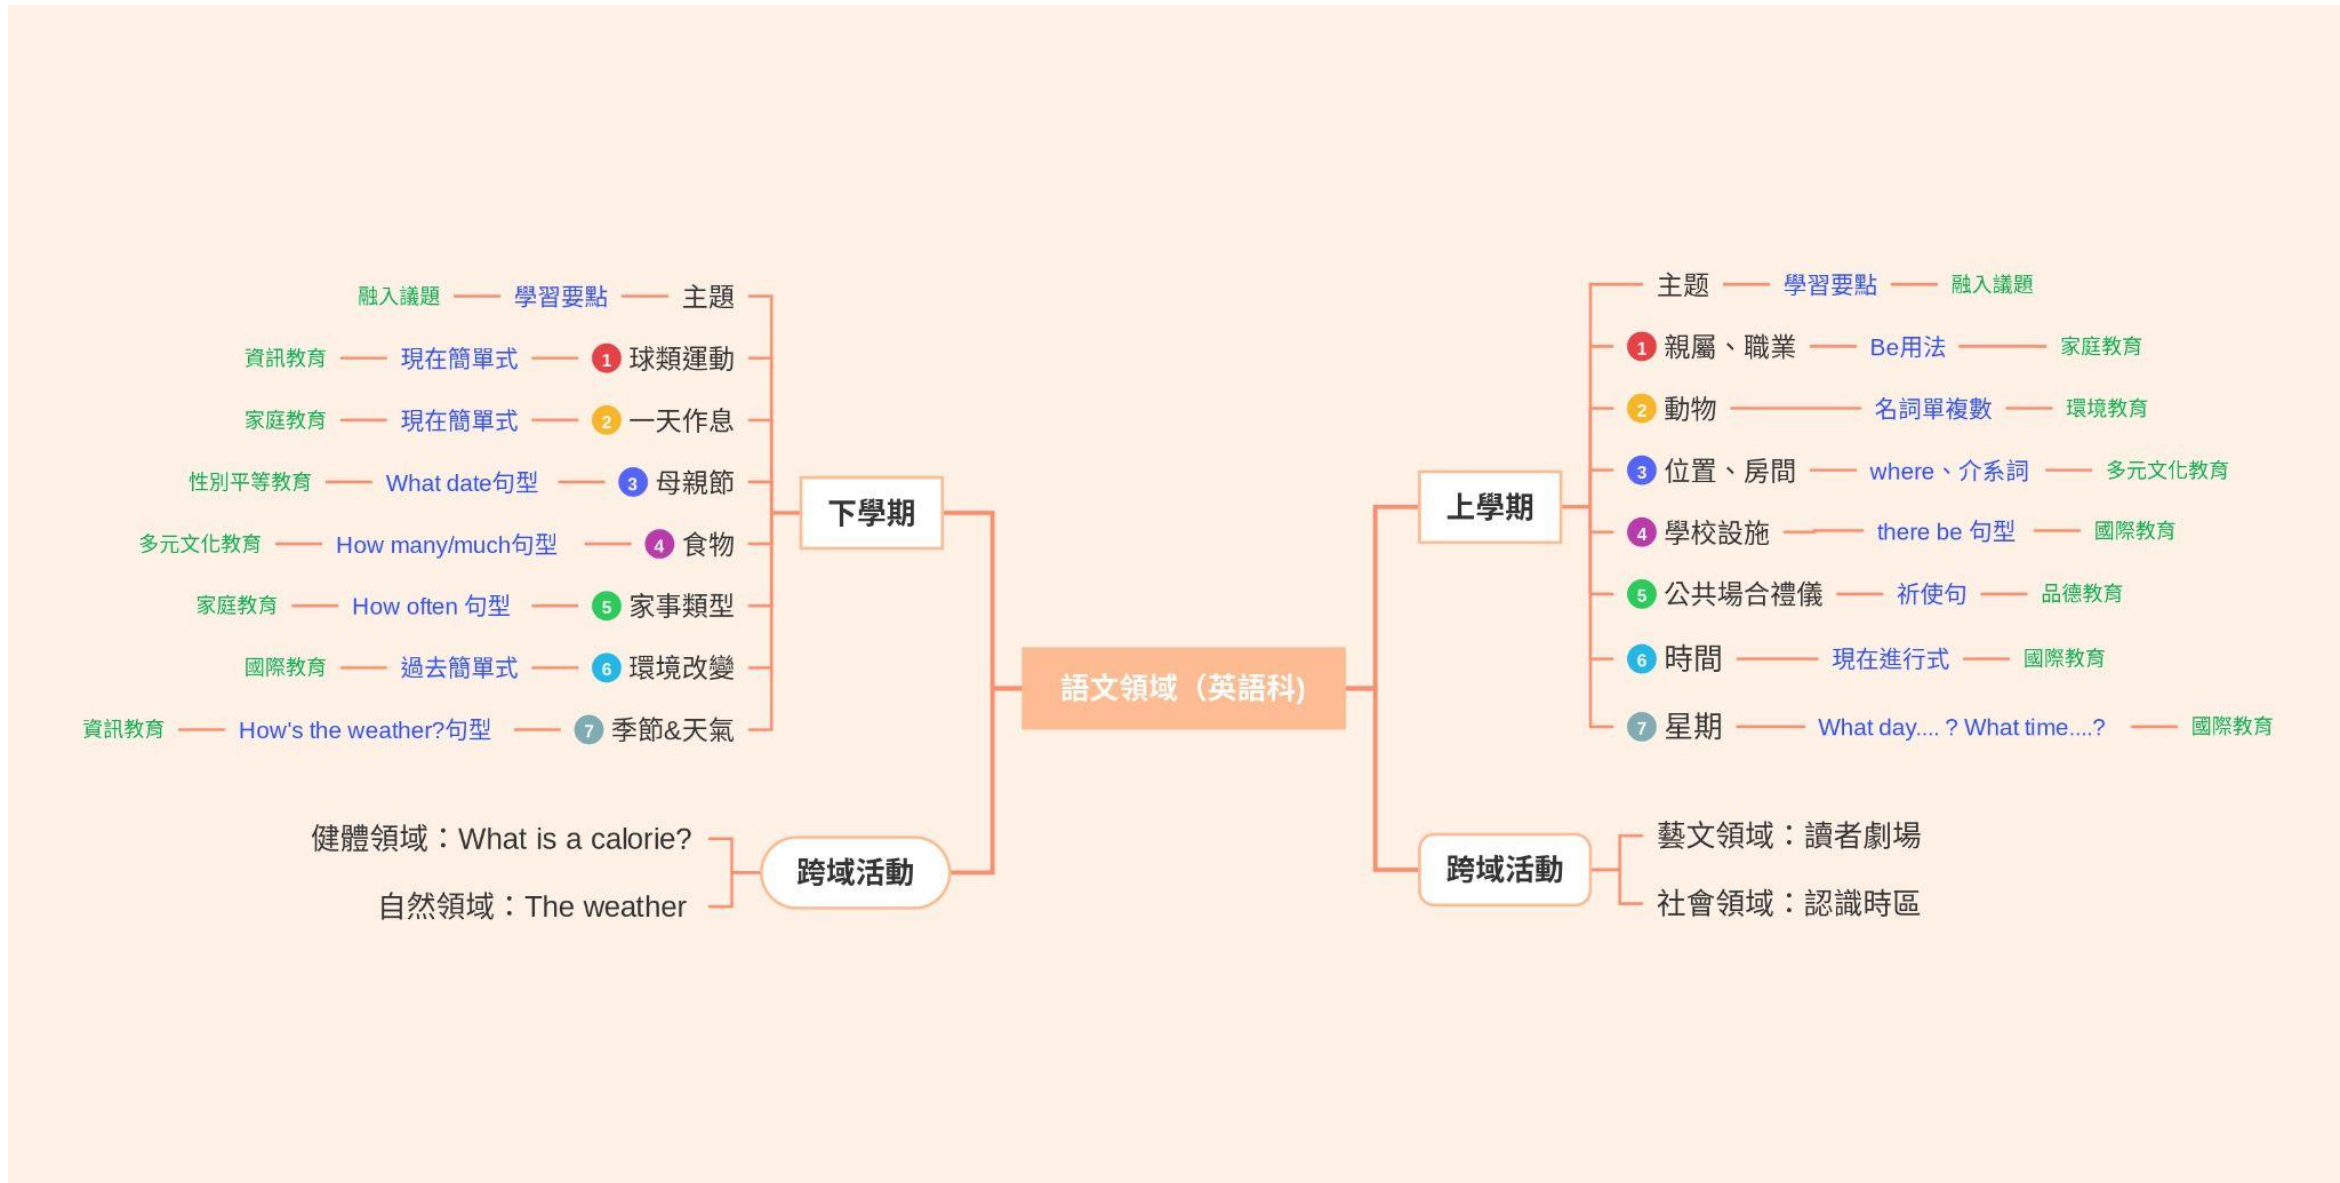 語文領域（英語科)
上學期
主題 學習要點 融入議題
1 親屬、職業 Be用法 家庭教育
2 動物 名詞單複數 環境教育
3 位置、房間 where、介系詞 多元文化教育
4 學校設施 there be 句型 國際教育
5 公共場合禮儀 祈使句 品德教育
6 時間 現在進行式 國際教育
7 星期 What day.... ? What time....? 國際教育
跨域活動
藝文領域：讀者劇場
社會領域：認識時區
下學期
主題 學習要點 融入議題
1 球類運動 現在簡單式 資訊教育
2 一天作息 現在簡單式 家庭教育
3 母親節 What date句型 性別平等教育
4 食物 How many/much句型 多元文化教育
5 家事類型 How often 句型 家庭教育
6 環境改變 過去簡單式 國際教育
7 季節&天氣 How's the weather?句型 資訊教育
跨域活動
健體領域：What is a calorie?
自然領域：The weather